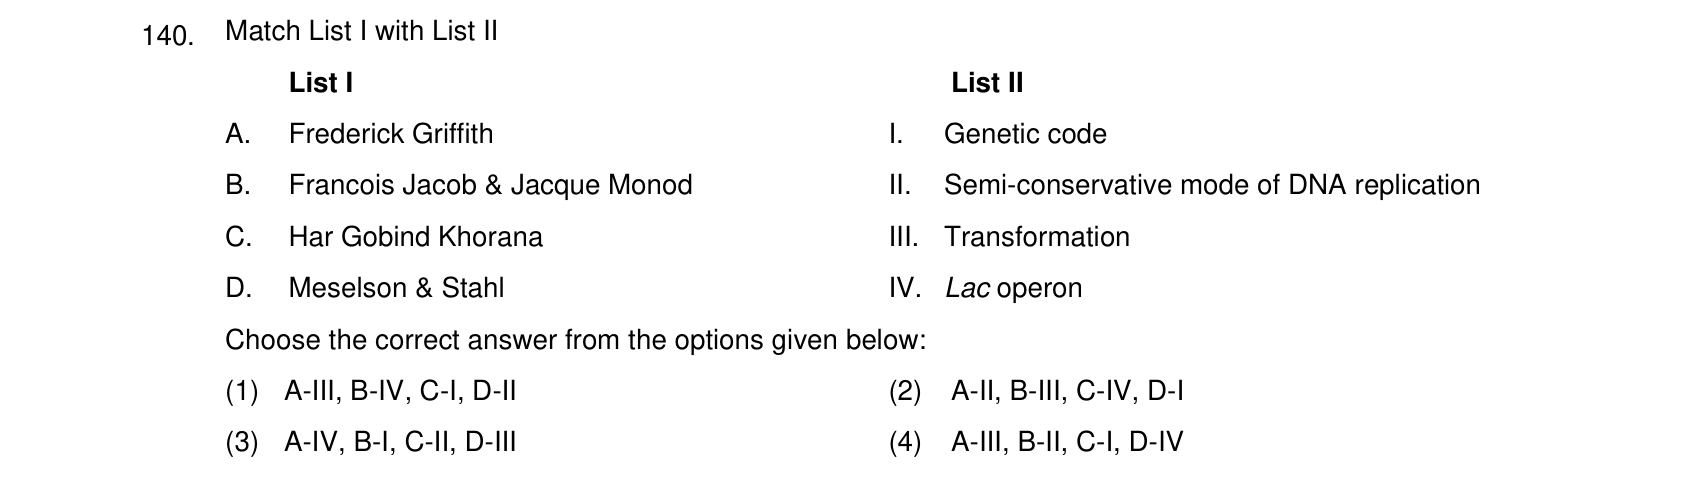 140. Match List I with List II
List I List II
A. Frederick Griffith I. Genetic code
B. Francois Jacob & Jacque Monod II. Semi-conservative mode of DNA replication
C. Har Gobind Khorana III. Transformation
D. Meselson & Stahl IV. Lac operon
Choose the correct answer from the options given below:
(1) A-III, B-IV, C-I, D-II (2) A-II, B-III, C-IV, D-I
(3) A-IV, B-I, C-II, D-III (4) A-III, B-II, C-I, D-IV